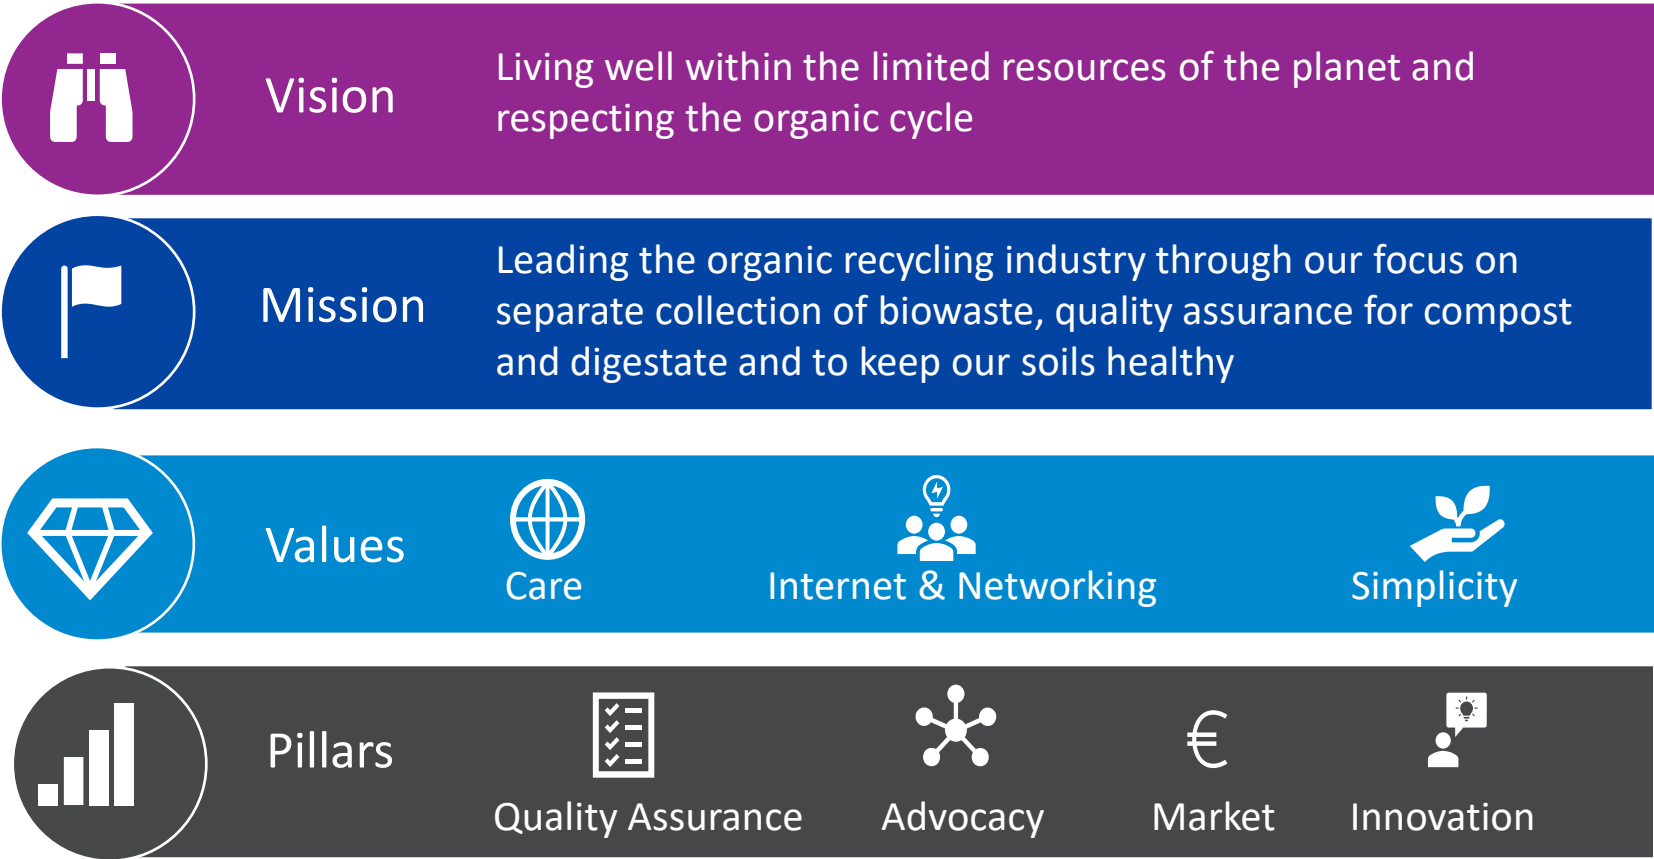 Vision
Living well within the limited resources of the planet and
respecting the organic cycle
Mission
Leading the organic recycling industry through our focus on
separate collection of biowaste, quality assurance for compost
and digestate and to keep our soils healthy
Values
Care
Internet & Networking
Simplicity
Pillars
€
Quality Assurance
Advocacy
Market
Innovation